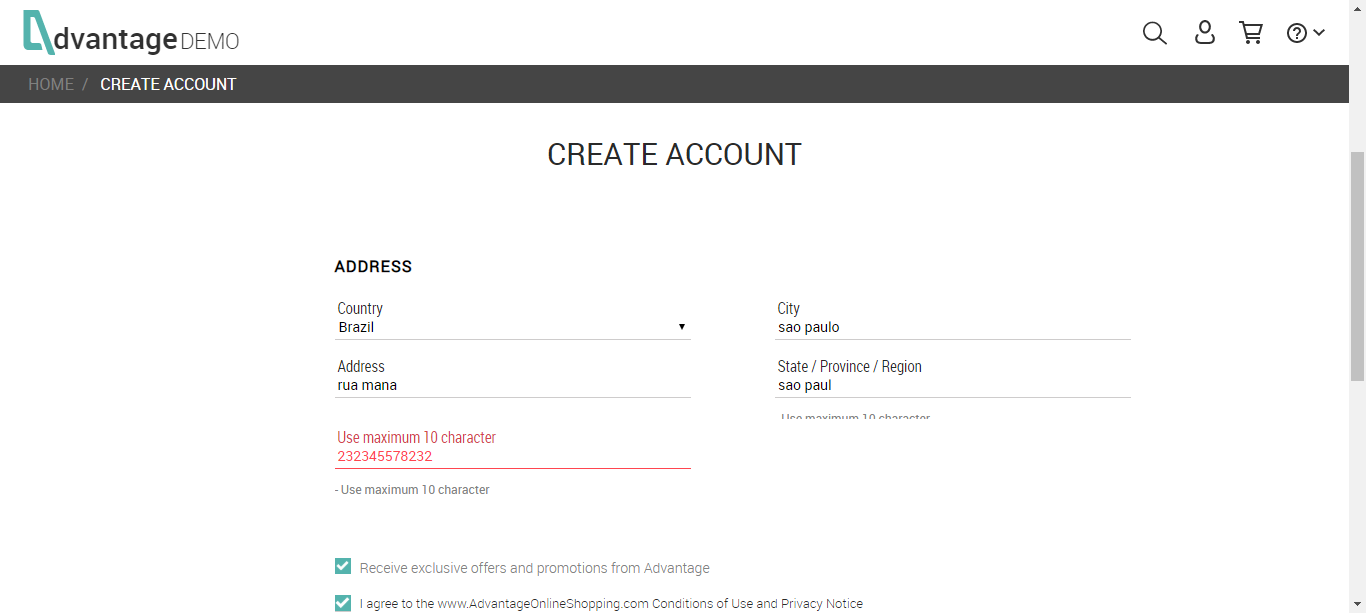 dvantage DEMO
HOME / CREATE ACCOUNT
CREATE ACCOUNT
ADDRESS
Country
Brazil
City
sao paulo
Address
rua mana
State / Province / Region
sao paul
- Use maximum 10 character
Use maximum 10 character
232345578232
- Use maximum 10 character
Receive exclusive offers and promotions from Advantage
I agree to the www.AdvantageOnlineShopping.com Conditions of Use and Privacy Notice